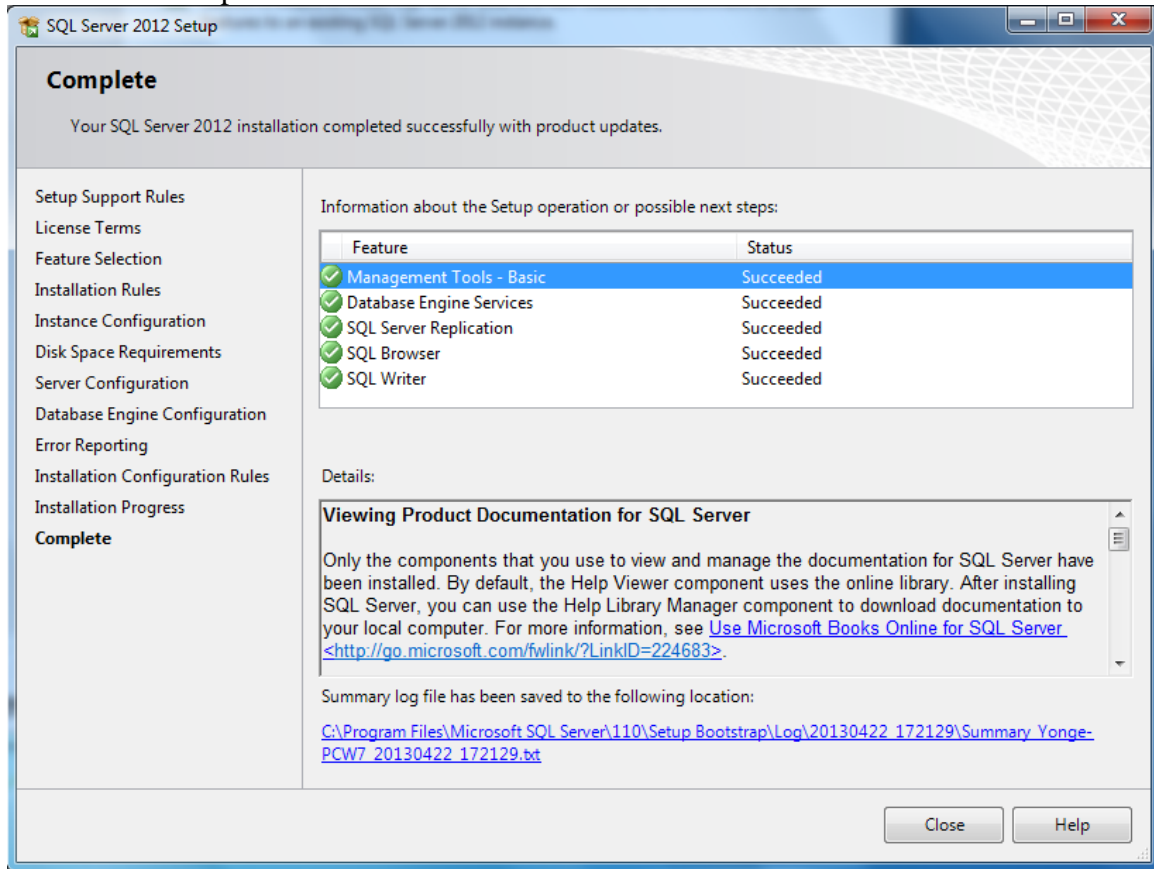 SQL Server 2012 Setup
Complete
Your SQL Server 2012 installation completed successfully with product updates.
Setup Support Rules
License Terms
Feature Selection
Installation Rules
Instance Configuration
Disk Space Requirements
Server Configuration
Database Engine Configuration
Error Reporting
Installation Configuration Rules
Installation Progress
Complete
Information about the Setup operation or possible next steps:
Feature Status
Management Tools - Basic Succeeded
Database Engine Services Succeeded
SQL Server Replication Succeeded
SQL Browser Succeeded
SQL Writer Succeeded
Details:
Viewing Product Documentation for SQL Server
Only the components that you use to view and manage the documentation for SQL Server have
been installed. By default, the Help Viewer component uses the online library. After installing
SQL Server, you can use the Help Library Manager component to download documentation to
your local computer. For more information, see Use Microsoft Books Online for SQL Server
<http://go.microsoft.com/fwlink/?LinkID=224683>.
Summary log file has been saved to the following location:
C:\Program Files\Microsoft SQL Server\110\Setup Bootstrap\Log\20130422_172129\Summary_Yonge-
PCW7_20130422_172129.txt
Close Help